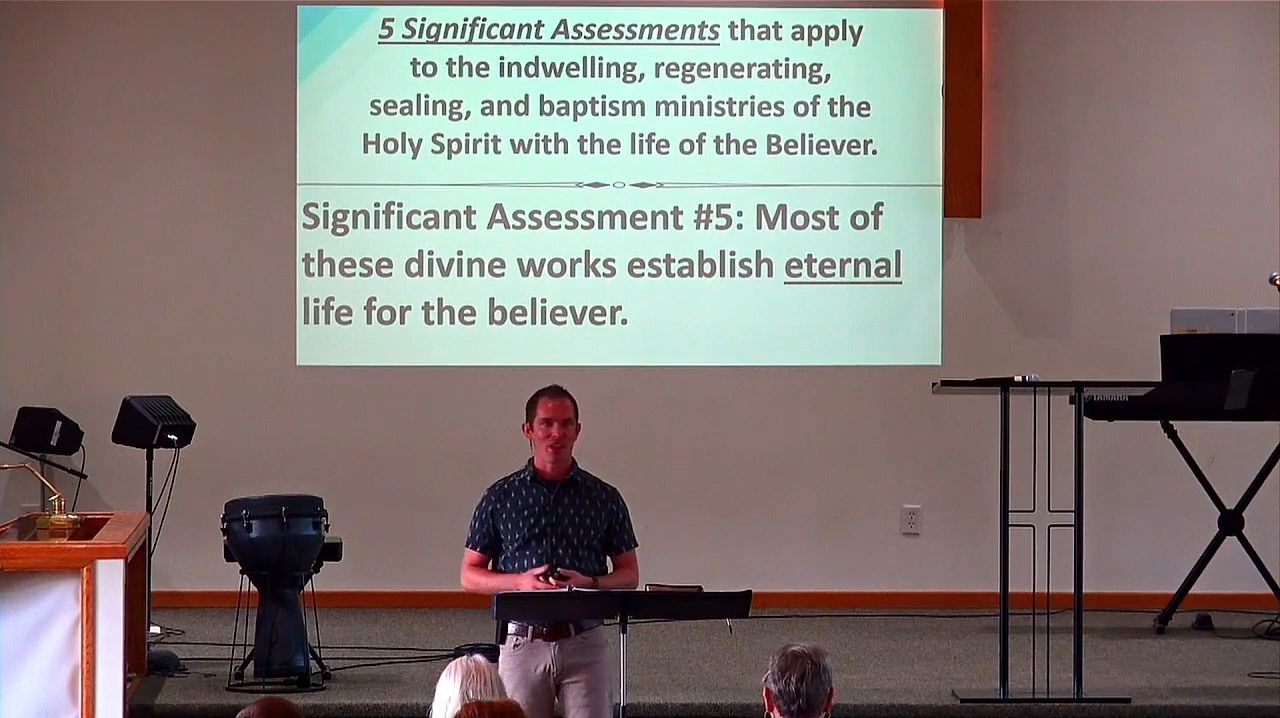 5 Significant Assessments that apply
to the indwelling, regenerating,
sealing, and baptism ministries of the
Holy Spirit with the life of the Believer.
Significant Assessment #5: Most of
these divine works establish eternal
life for the believer.
YAMAHA